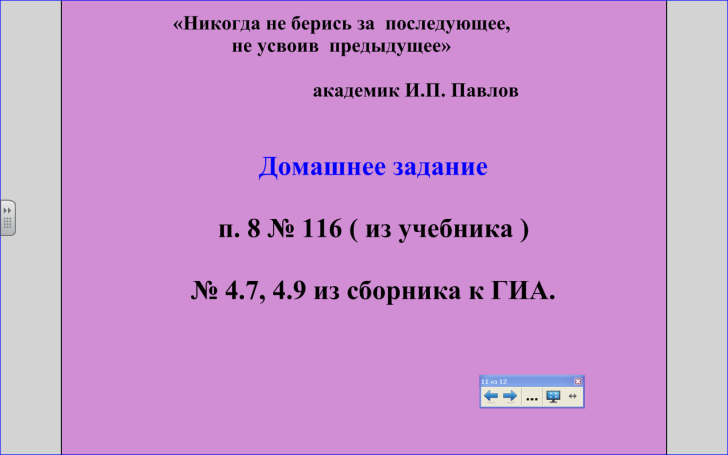 «Никогда не берись за последующее,
не усвоив предыдущее»
академик И.П. Павлов
Домашнее задание
п. 8 № 116 ( из учебника )
№ 4.7, 4.9 из сборника к ГИА.
11 из 12